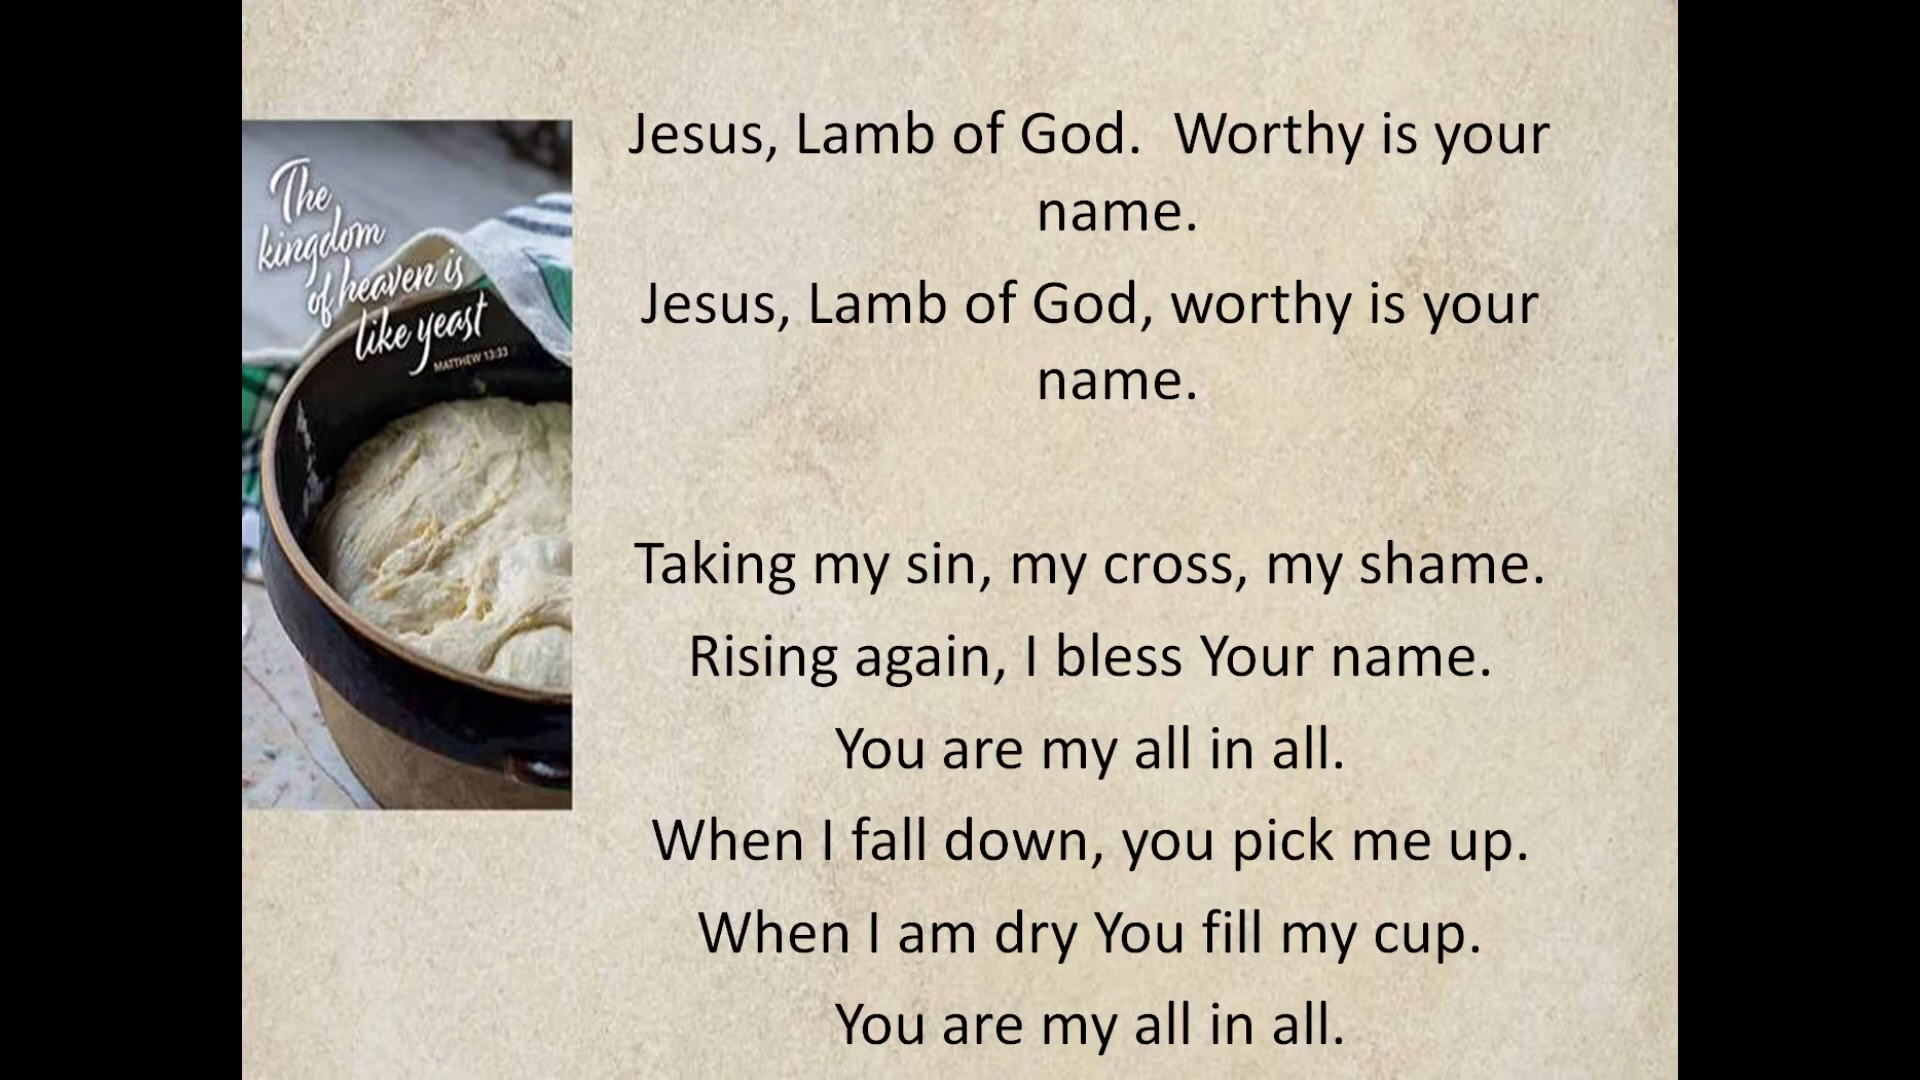 The
kingdom
of heaven is
like yeast
MATTHEW 13:33
Jesus, Lamb of God.  Worthy is your
name.
Jesus, Lamb of God, worthy is your
name.
Taking my sin, my cross, my shame.
Rising again, I bless Your name.
You are my all in all.
When I fall down, you pick me up.
When I am dry You fill my cup.
You are my all in all.